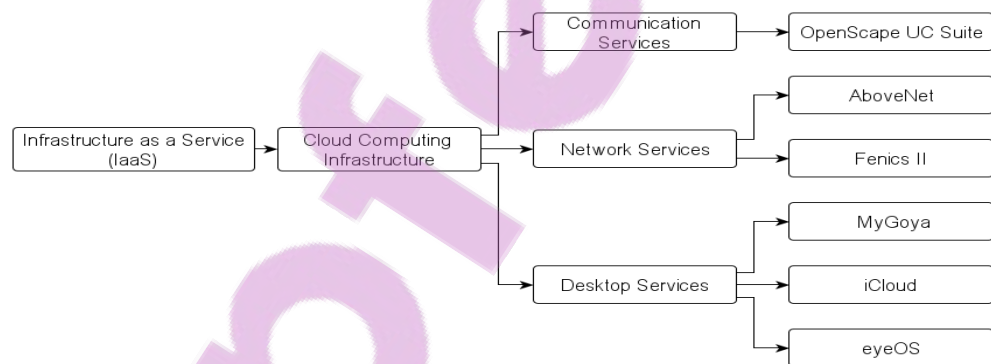 Communication
Services
OpenScape UC Suite
AboveNet
Infrastructure as a Service
(IaaS)
Cloud Computing
Infrastructure
Network Services
Fenics II
MyGoya
Desktop Services
iCloud
eyeOS